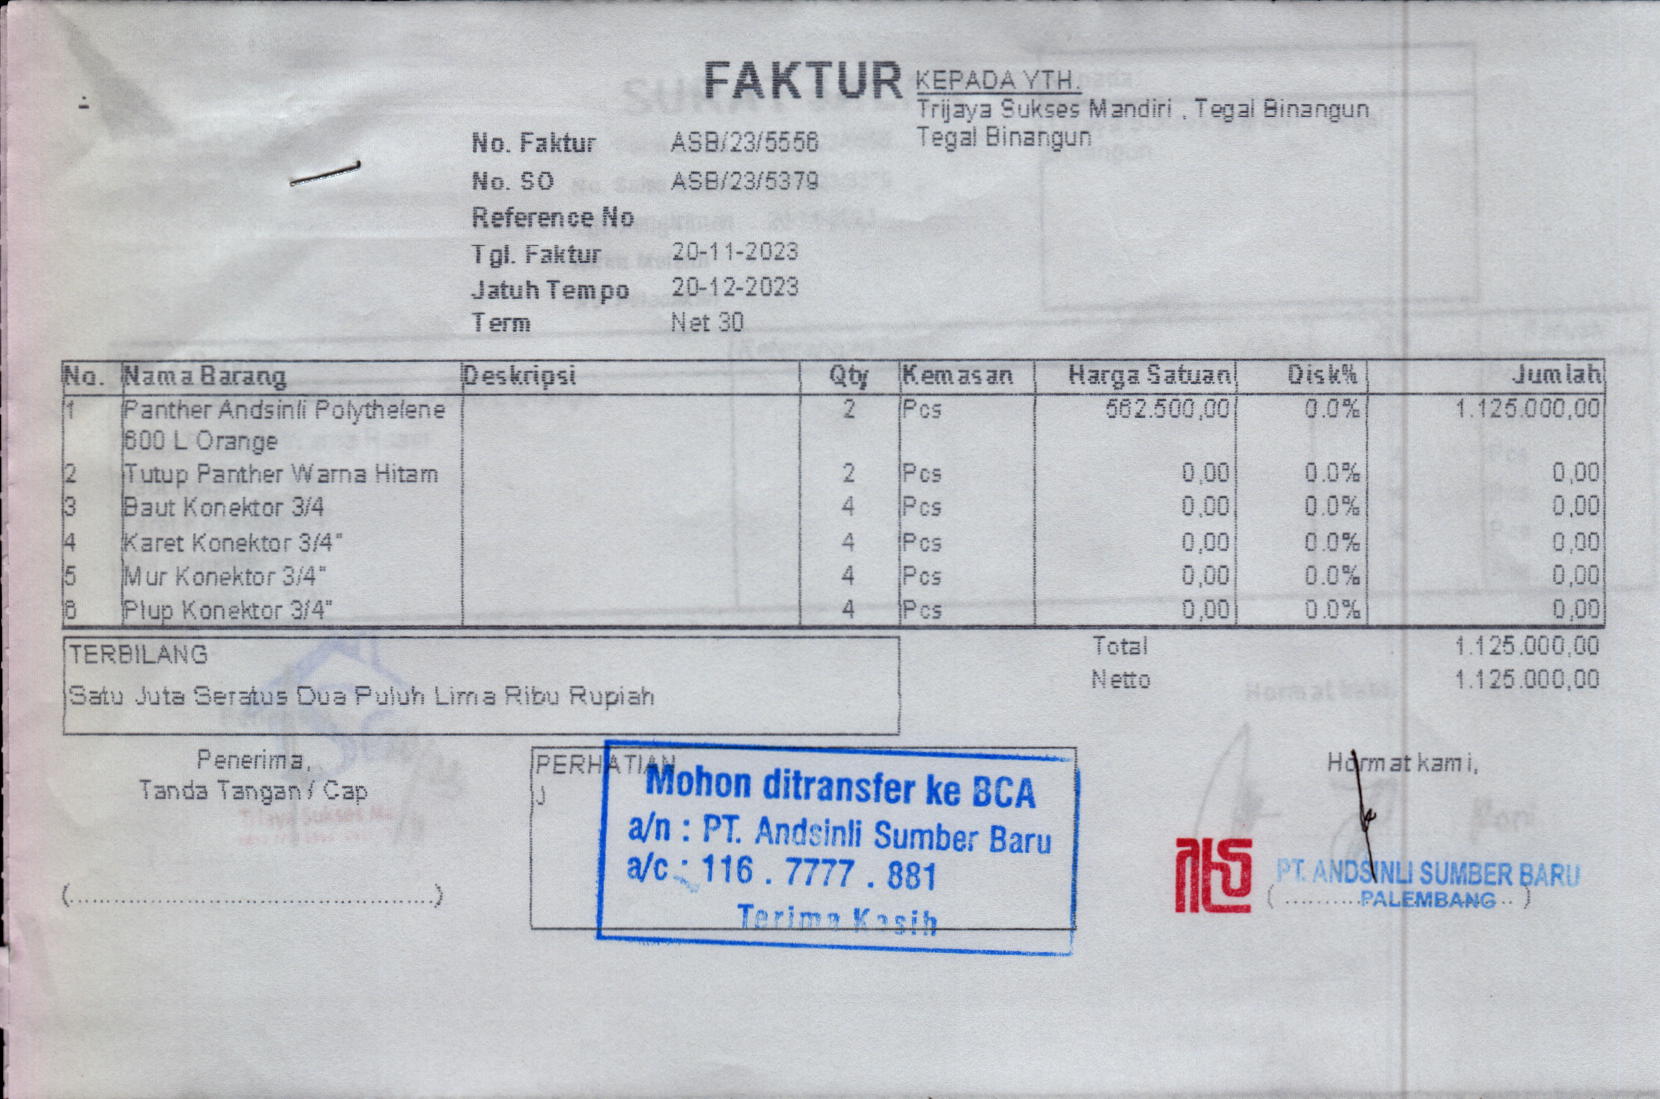 FAKTUR
KEPADA YTH.
Trijaya Sukses Mandiri . Tegal Binangun
Tegal Binangun
No. Faktur ASB/23/5556
No. SO ASB/23/5379
Reference No
Tgl. Faktur 20-11-2023
Jatuh Tempo 20-12-2023
Term Net 30
No. Nama Barang Deskripsi Qty Kemasan Harga Satuan Disk% Jumlah
1 Panther Andsinli Polythelene 2 Pcs 562.500,00 0.0% 1.125.000,00
600 L Orange
2 Tutup Panther Warna Hitam 2 Pcs 0,00 0.0% 0,00
3 Baut Konektor 3/4 4 Pcs 0,00 0.0% 0,00
4 Karet Konektor 3/4" 4 Pcs 0,00 0.0% 0,00
5 Mur Konektor 3/4" 4 Pcs 0,00 0.0% 0,00
6 Plup Konektor 3/4" 4 Pcs 0,00 0.0% 0,00
Total 1.125.000,00
Netto 1.125.000,00
TERBILANG
Satu Juta Seratus Dua Puluh Lima Ribu Rupiah
Penerima,
Tanda Tangan / Cap
PERHATIAN
J
Mohon ditransfer ke BCA
a/n : PT. Andsinli Sumber Baru
a/c : 116 . 7777 . 881
Terima Kasih
Hormat kami,
PT. ANDSINLI SUMBER BARU
PALEMBANG